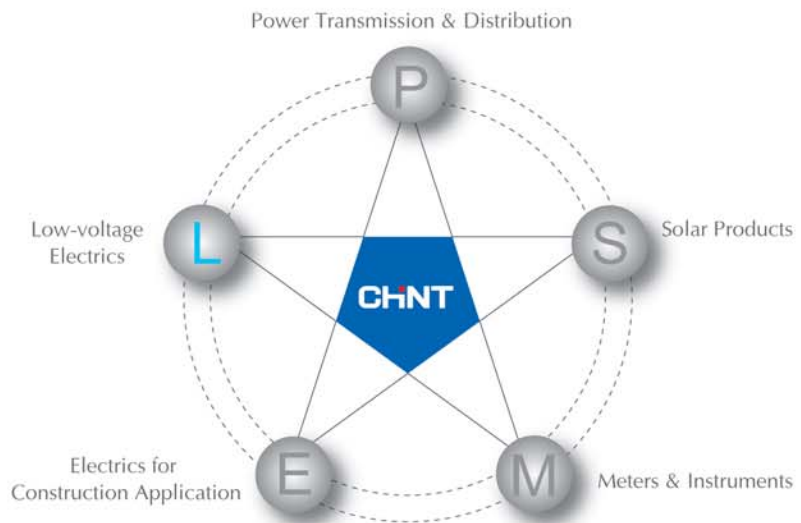 Power Transmission & Distribution
P
Low-voltage
Electrics
L
S
Solar Products
CHNT
Electrics for
Construction Application
E
M
Meters & Instruments